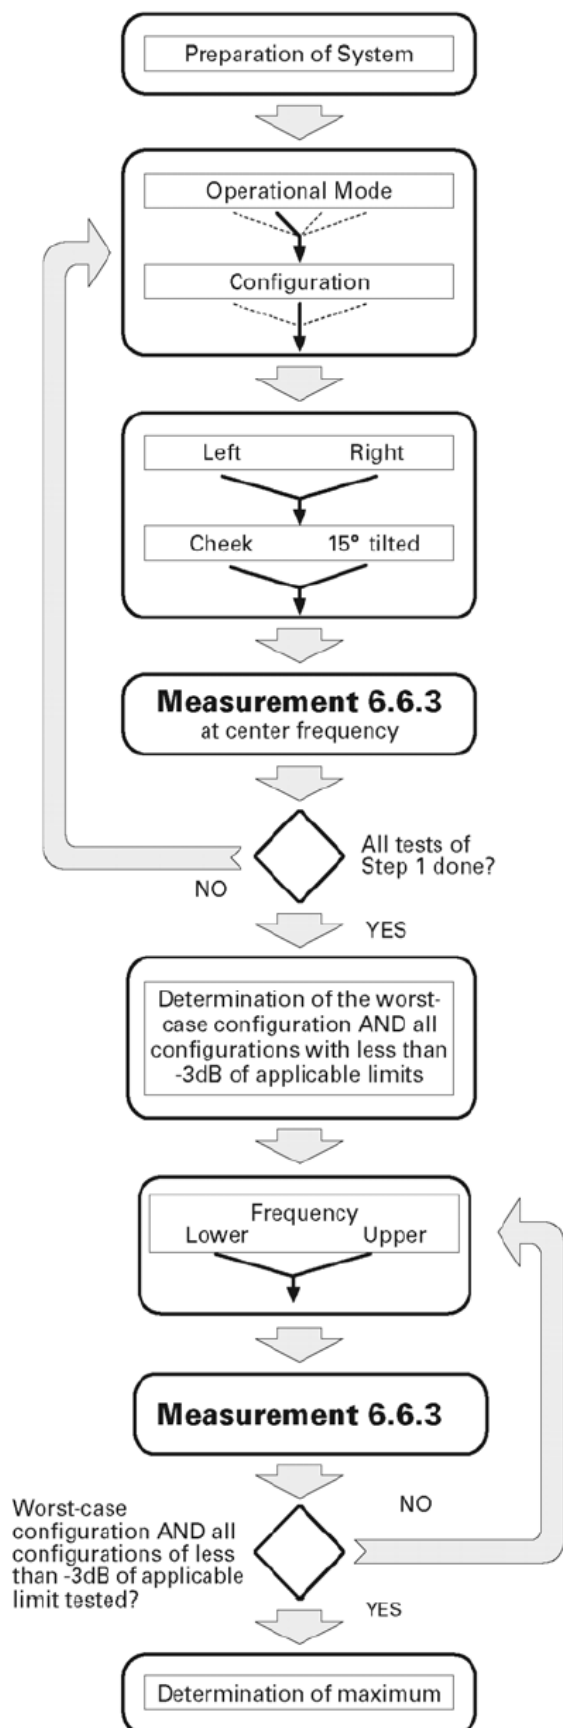 Preparation of System
Operational Mode
Configuration
Left Right
Cheek 15° tilted
Measurement 6.6.3
at center frequency
All tests of
Step 1 done?
NO
YES
Determination of the worst-
case configuration AND all
configurations with less than
-3dB of applicable limits
Frequency
Lower Upper
Measurement 6.6.3
NO
Worst-case
configuration AND all
configurations of less
than -3dB of applicable
limit tested?
YES
Determination of maximum